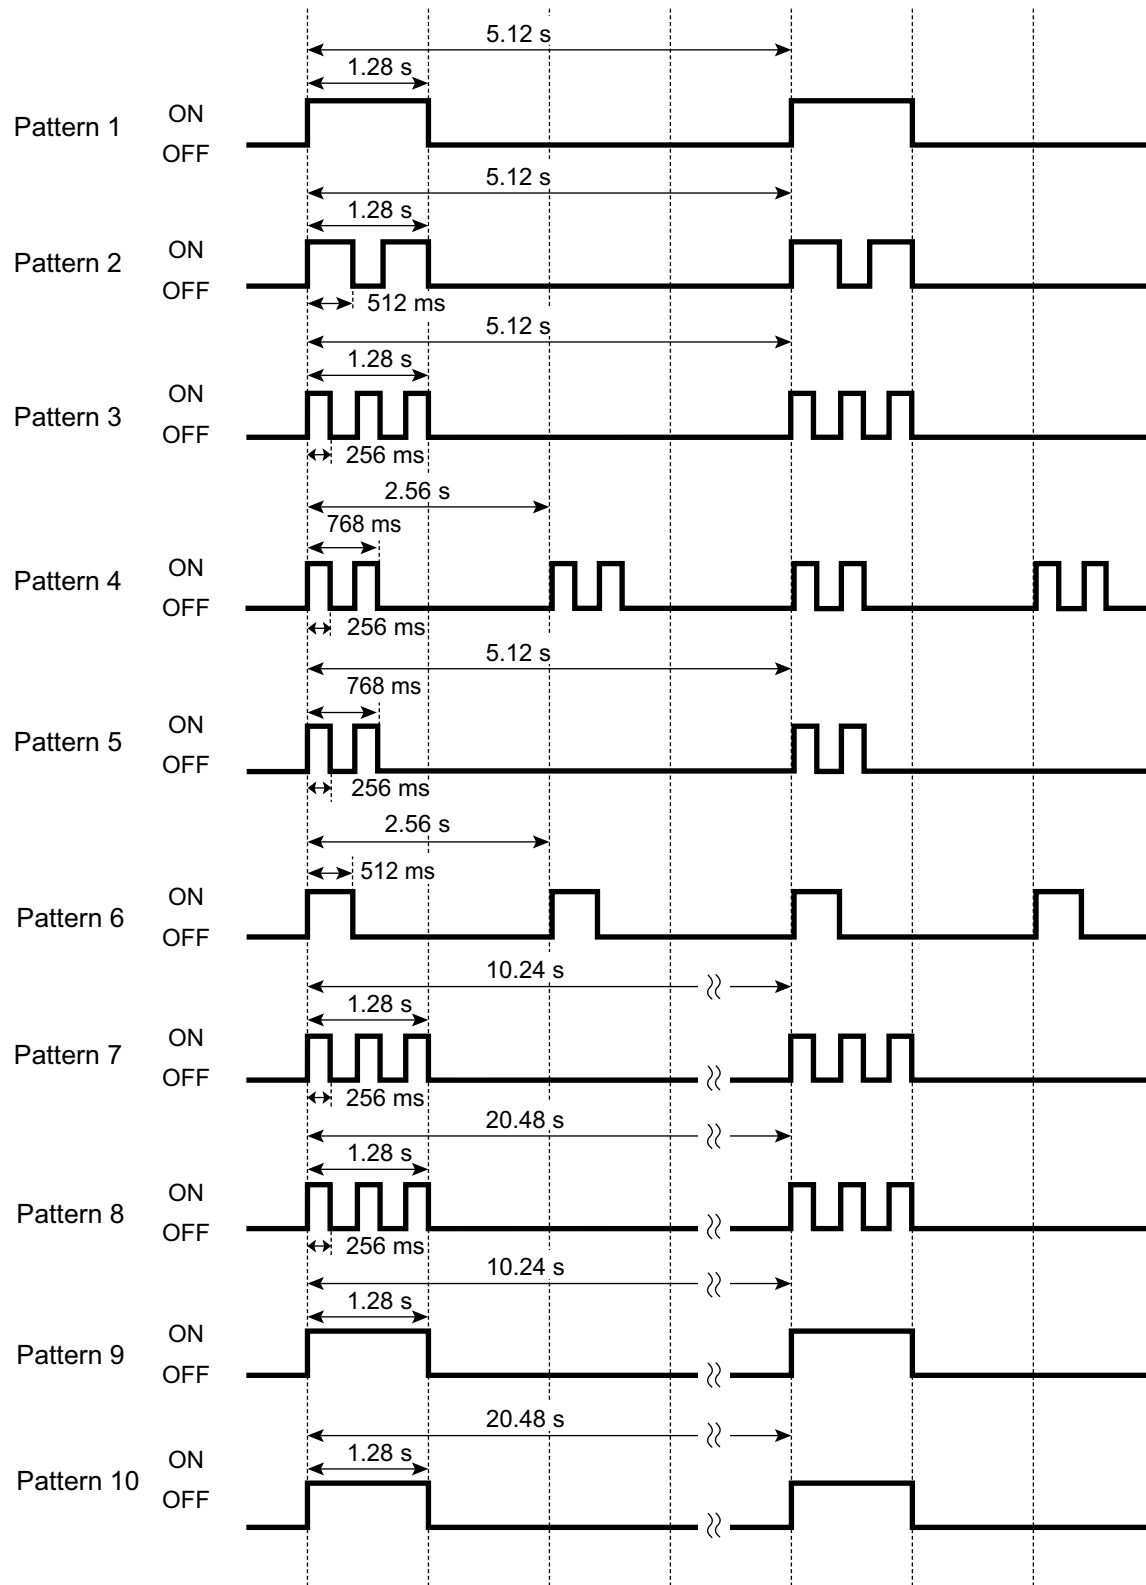 5.12 s
1.28 s
Pattern 1 ON
OFF
5.12 s
1.28 s
Pattern 2 ON
OFF
512 ms
5.12 s
1.28 s
Pattern 3 ON
OFF
256 ms
2.56 s
768 ms
Pattern 4 ON
OFF
256 ms
5.12 s
768 ms
Pattern 5 ON
OFF
256 ms
2.56 s
512 ms
Pattern 6 ON
OFF
10.24 s
1.28 s
Pattern 7 ON
OFF
256 ms
20.48 s
1.28 s
Pattern 8 ON
OFF
256 ms
10.24 s
1.28 s
Pattern 9 ON
OFF
20.48 s
1.28 s
Pattern 10 ON
OFF